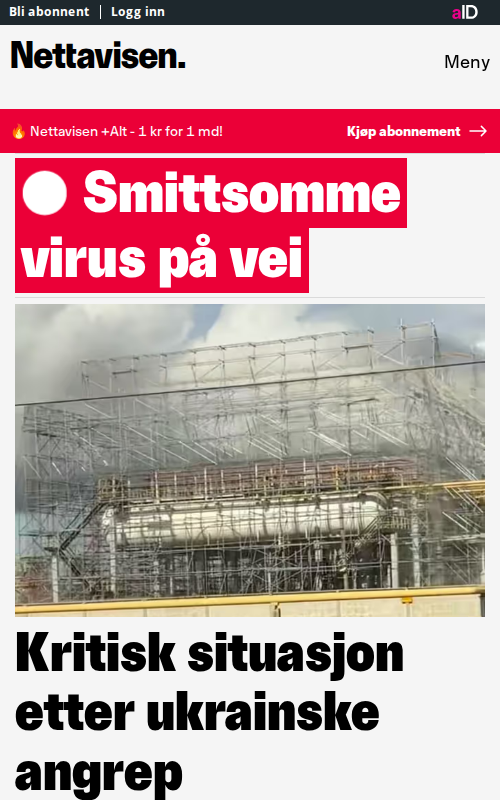 Bli abonnent | Logg inn
aID
Nettavisen.
Meny
🔥 Nettavisen +Alt - 1 kr for 1 md!
Kjøp abonnement →
Smittsomme
virus på vei
Kritisk situasjon
etter ukrainske
angrep